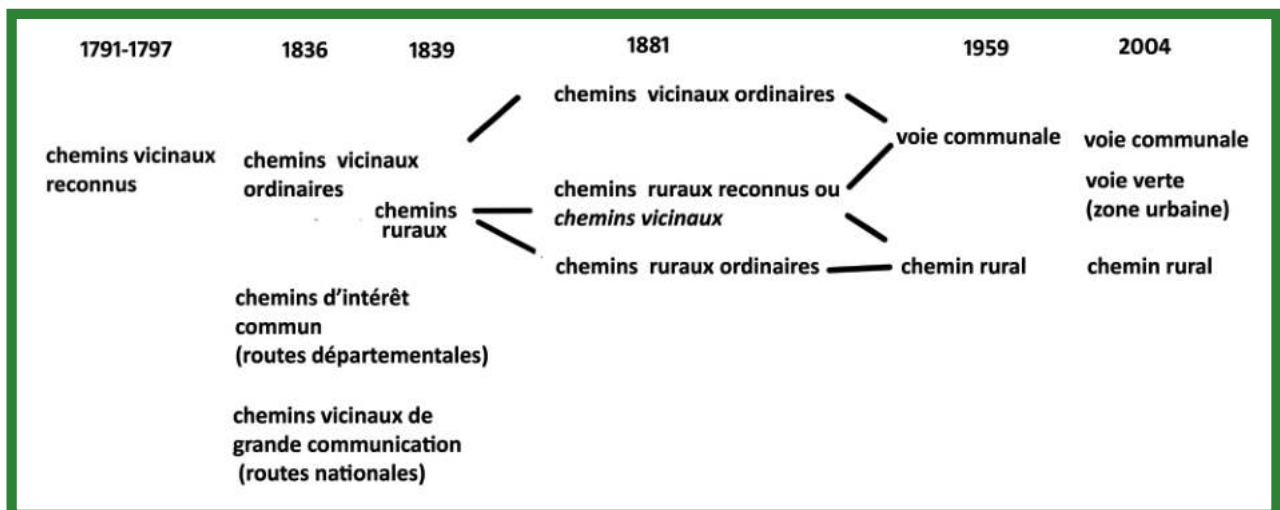 1791-1797 1836 1839 1881 1959 2004
chemins vicinaux ordinaires
chemins vicinaux
reconnus
chemins vicinaux
ordinaires
chemins
ruraux
chemins ruraux reconnus ou
chemins vicinaux
chemins ruraux ordinaires
voie communale
chemin rural
voie communale
voie verte
(zone urbaine)
chemin rural
chemins d'intérêt
commun
(routes départementales)
chemins vicinaux de
grande communication
(routes nationales)